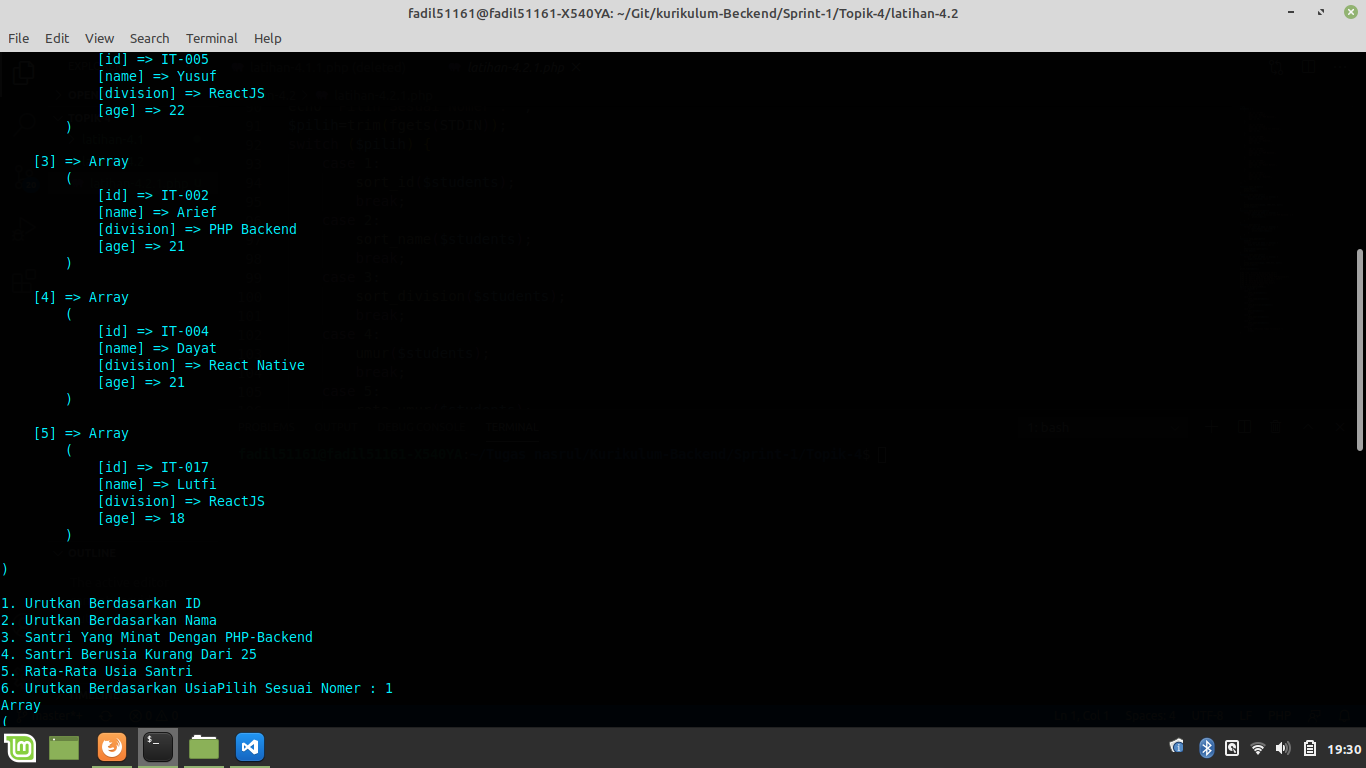 fadil51161@fadil51161-X540YA: ~/Git/kurikulum-Beckend/Sprint-1/Topik-4/latihan-4.2
File Edit View Search Terminal Help
[id] => IT-005
[name] => Yusuf
[division] => ReactJS
[age] => 22
)
[3] => Array
(
[id] => IT-002
[name] => Arief
[division] => PHP Backend
[age] => 21
)
[4] => Array
(
[id] => IT-004
[name] => Dayat
[division] => React Native
[age] => 21
)
[5] => Array
(
[id] => IT-017
[name] => Lutfi
[division] => ReactJS
[age] => 18
)
)
1. Urutkan Berdasarkan ID
2. Urutkan Berdasarkan Nama
3. Santri Yang Minat Dengan PHP-Backend
4. Santri Berusia Kurang Dari 25
5. Rata-Rata Usia Santri
6. Urutkan Berdasarkan UsiaPilih Sesuai Nomer : 1
Array
(
19:30